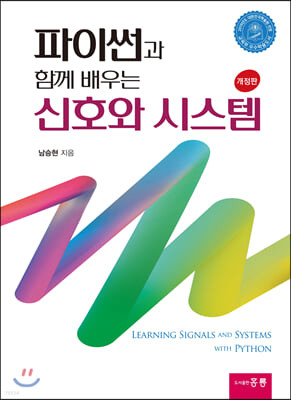 파이썬과
함께 배우는
신호와 시스템
개정판
남승현 지음
LEARNING SIGNALS AND SYSTEMS
WITH PYTHON
도서출판 홍릉